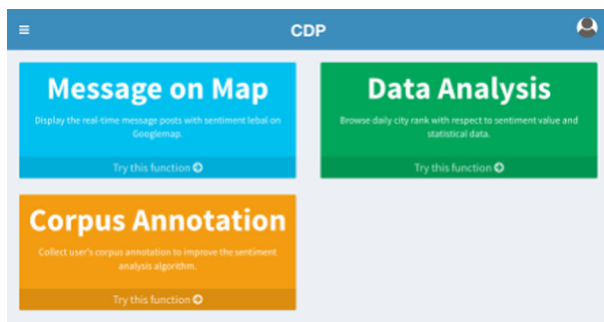 CDP
Message on Map
Display the real-time message posts with sentiment lebal on
Googlemap.
Try this function
Data Analysis
Browse daily city rank with respect to sentiment value and
statistical data.
Try this function
Corpus Annotation
Collect user's corpus annotation to improve the sentiment
analysis algorithm.
Try this function